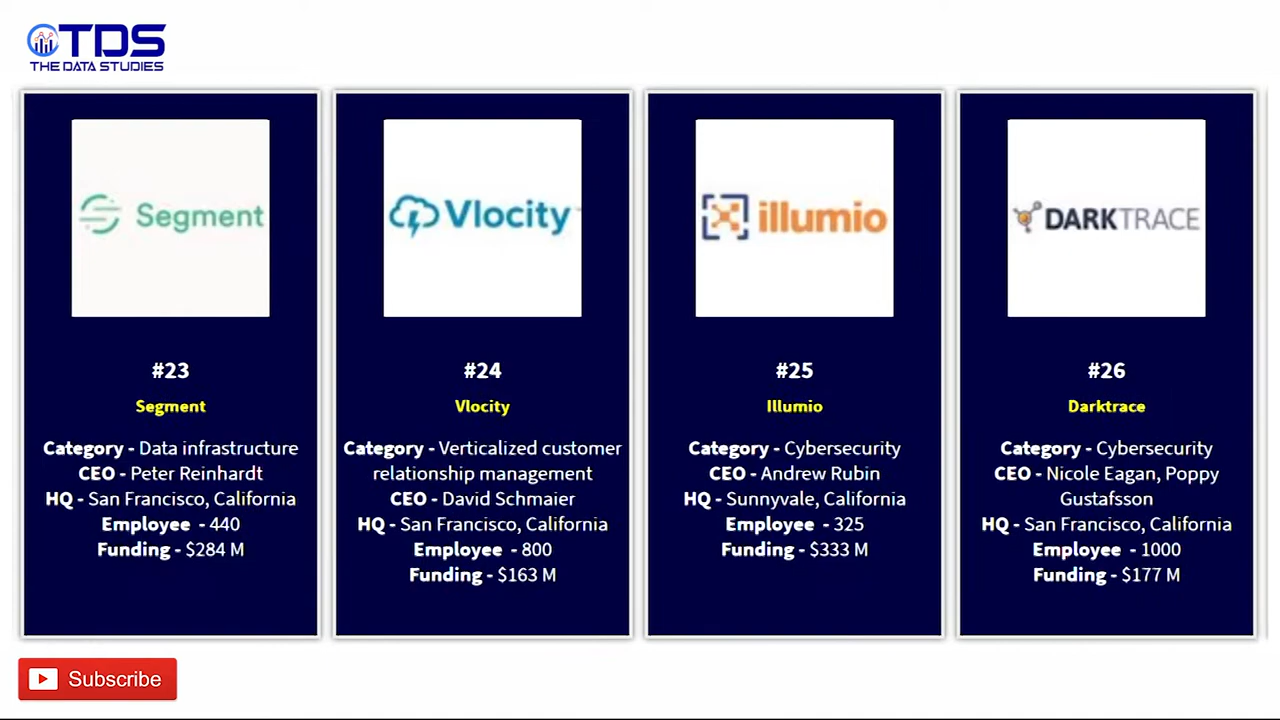 TDS
THE DATA STUDIES
Segment
#23
Segment
Category - Data infrastructure
CEO - Peter Reinhardt
HQ - San Francisco, California
Employee - 440
Funding - $284 M
Vlocity
#24
Vlocity
Category - Verticalized customer
relationship management
CEO - David Schmaier
HQ - San Francisco, California
Employee - 800
Funding - $163 M
illumio
#25
Illumio
Category - Cybersecurity
CEO - Andrew Rubin
HQ - Sunnyvale, California
Employee - 325
Funding - $333 M
DARKTRACE
#26
Darktrace
Category - Cybersecurity
CEO - Nicole Eagan, Poppy
Gustafsson
HQ - San Francisco, California
Employee - 1000
Funding - $177 M
Subscribe